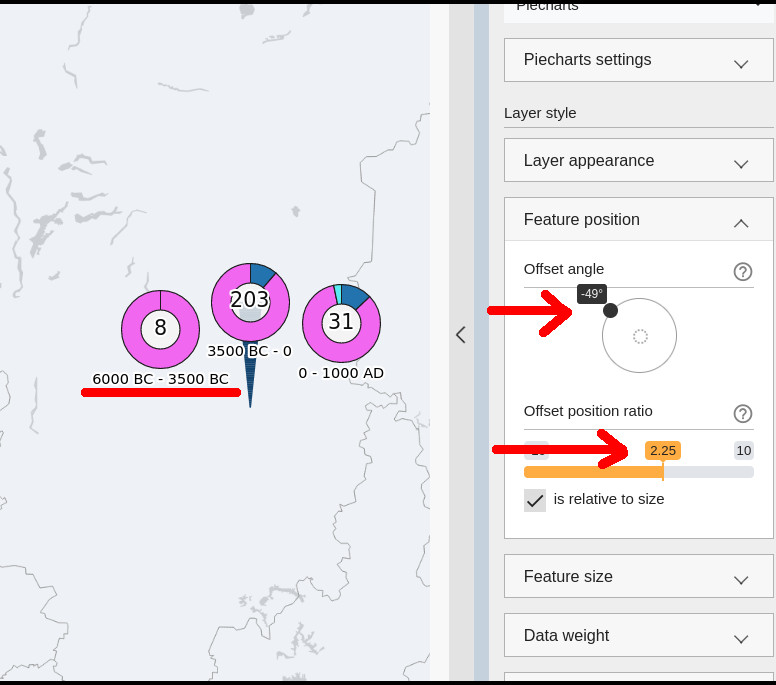 8
203
31
6000 BC - 3500 BC
3500 BC - 0
0 - 1000 AD
Piecharts
Piecharts settings
Layer style
Layer appearance
Feature position
Offset angle
-49°
Offset position ratio
2.25
10
is relative to size
Feature size
Data weight